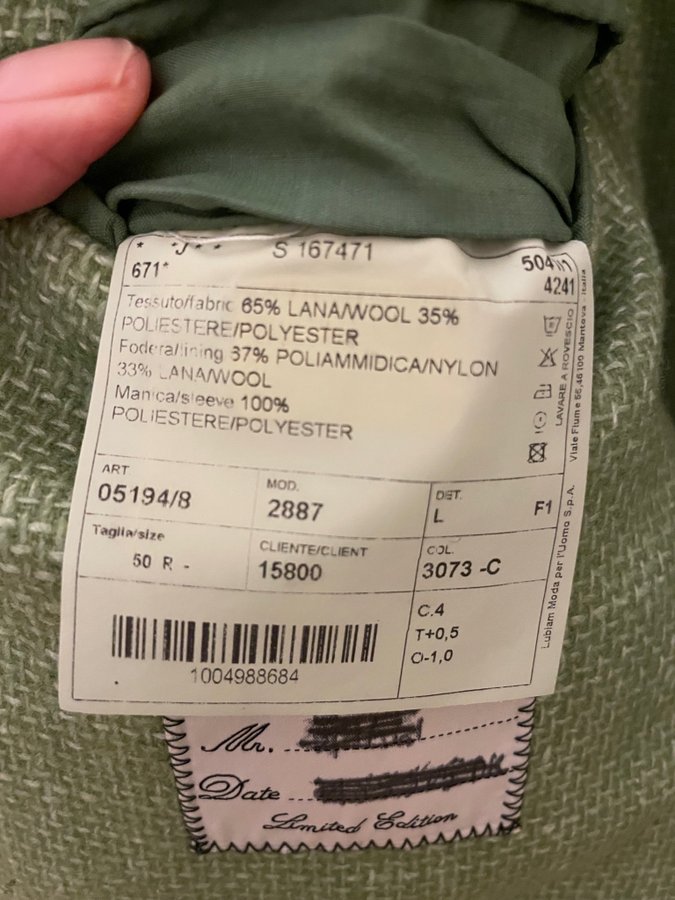 * *J* *   S 167471
671*
4241
Tessuto/fabric 65% LANA/WOOL 35%
POLIESTERE/POLYESTER
Fodera/lining 67% POLIAMMIDICA/NYLON
33% LANA/WOOL
Manica/sleeve 100%
POLIESTERE/POLYESTER
LAVARE A ROVESCIO
Lubiam Moda per l'Uomo S.p.A. Viale Fiume 55,46100 Mantova - Italia
ART. MOD. DET.
05194/8 2887 L F1
Taglia/size CLIENTE/CLIENT COL.
50 R - 15800 3073 -C
C.4
T+0,5
O-1,0
1004988684
Mr.
Date
Limited Edition